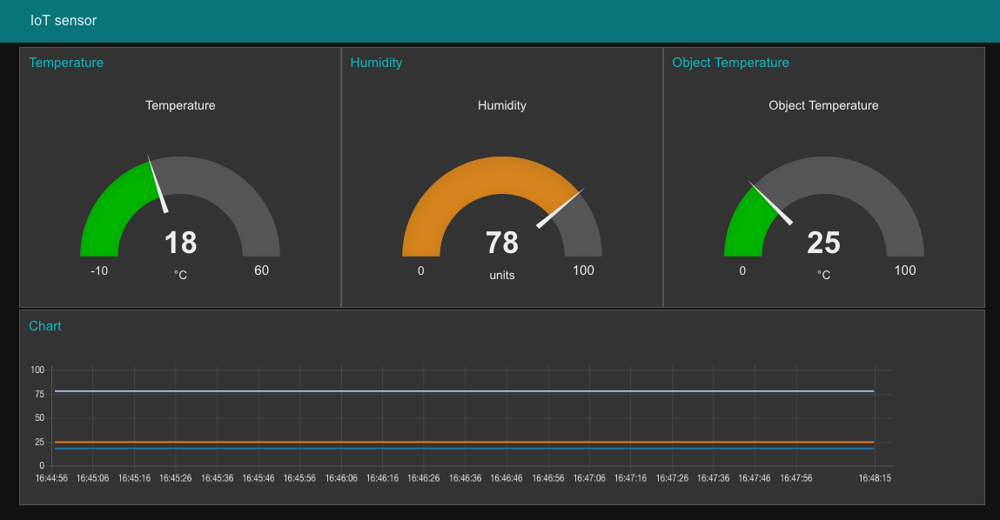 IoT sensor
Temperature
Humidity
Object Temperature
Temperature
Humidity
Object Temperature
18
78
25
-10
°C
60
0
units
100
0
°C
100
Chart
100
75
50
25
0
16:44:56 16:45:06 16:45:16 16:45:26 16:45:36 16:45:46 16:45:56 16:46:06 16:46:16 16:46:26 16:46:36 16:46:46 16:46:56 16:47:06 16:47:16 16:47:26 16:47:36 16:47:46 16:47:56 16:48:15